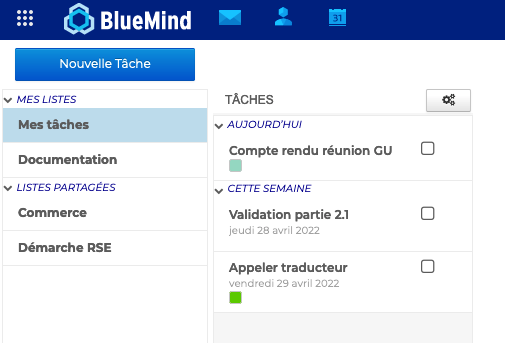 BlueMind
31
Nouvelle Tâche
MES LISTES
Mes tâches
Documentation
LISTES PARTAGÉES
Commerce
Démarche RSE
TÂCHES
AUJOURD'HUI
Compte rendu réunion GU
CETTE SEMAINE
Validation partie 2.1
jeudi 28 avril 2022
Appeler traducteur
vendredi 29 avril 2022